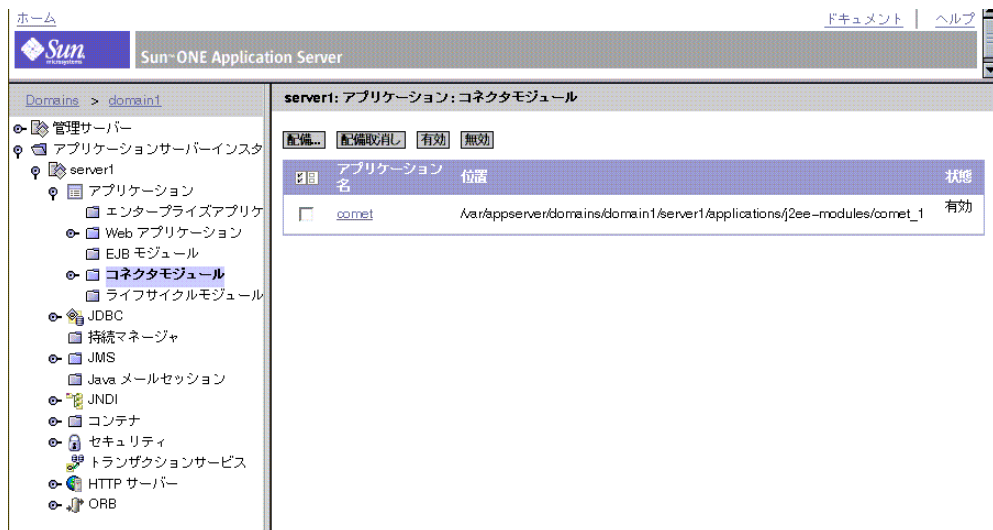 ホーム
ドキュメント | ヘルプ
Sun
microsystems
Sun™ONE Application Server
Domains > domain1
管理サーバー
アプリケーションサーバーインスタ
server1
アプリケーション
エンタープライズアプリケ
Web アプリケーション
EJB モジュール
コネクタモジュール
ライフサイクルモジュール
JDBC
持続マネージャ
JMS
Java メールセッション
JNDI
コンテナ
セキュリティ
トランザクションサービス
HTTP サーバー
ORB
server1: アプリケーション: コネクタモジュール
配備... 配備取消し 有効 無効
アプリケーション名 位置 状態
comet /var/appserver/domains/domain1/server1/applications/j2ee-modules/comet_1 有効